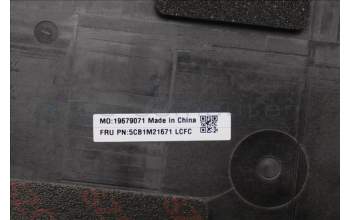 MO:19679071 Made in China
FRU PN:5CB1M21671 LCFC